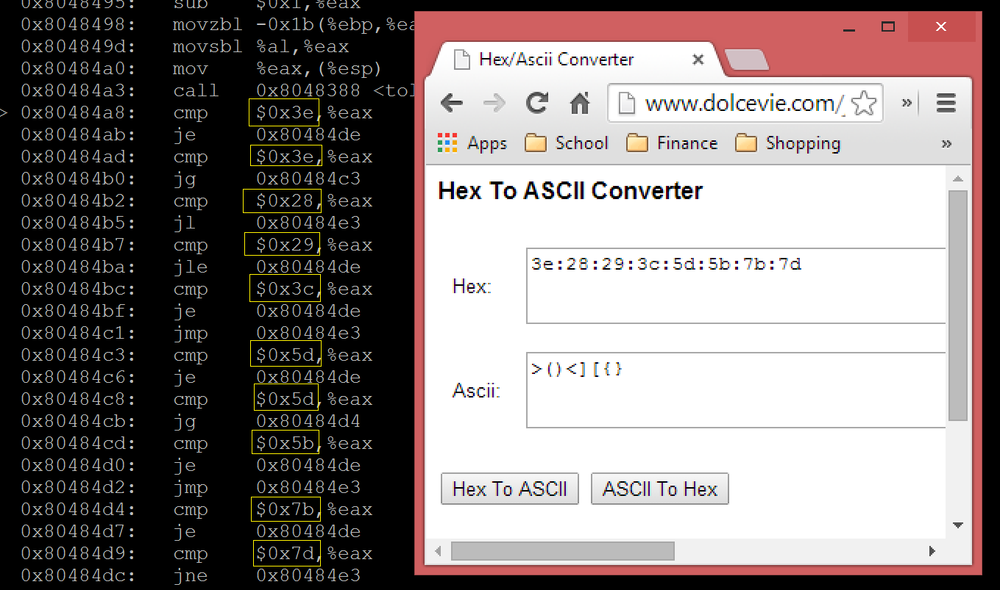 0x8048495: sub $0x1,%eax
0x8048498: movzbl -0x1b(%ebp,%ea
0x804849d: movsbl %al,%eax
0x80484a0: mov %eax,(%esp)
0x80484a3: call 0x8048388 <tol
> 0x80484a8: cmp $0x3e,%eax
0x80484ab: je 0x80484de
0x80484ad: cmp $0x3e,%eax
0x80484b0: jg 0x80484c3
0x80484b2: cmp $0x28,%eax
0x80484b5: jl 0x80484e3
0x80484b7: cmp $0x29,%eax
0x80484ba: jle 0x80484de
0x80484bc: cmp $0x3c,%eax
0x80484bf: je 0x80484de
0x80484c1: jmp 0x80484e3
0x80484c3: cmp $0x5d,%eax
0x80484c6: je 0x80484de
0x80484c8: cmp $0x5d,%eax
0x80484cb: jg 0x80484d4
0x80484cd: cmp $0x5b,%eax
0x80484d0: je 0x80484de
0x80484d2: jmp 0x80484e3
0x80484d4: cmp $0x7b,%eax
0x80484d7: je 0x80484de
0x80484d9: cmp $0x7d,%eax
0x80484dc: jne 0x80484e3
Hex/Ascii Converter
www.dolcevie.com/
Apps School Finance Shopping »
Hex To ASCII Converter
Hex: 3e:28:29:3c:5d:5b:7b:7d
Ascii: >()<][{}
Hex To ASCII ASCII To Hex